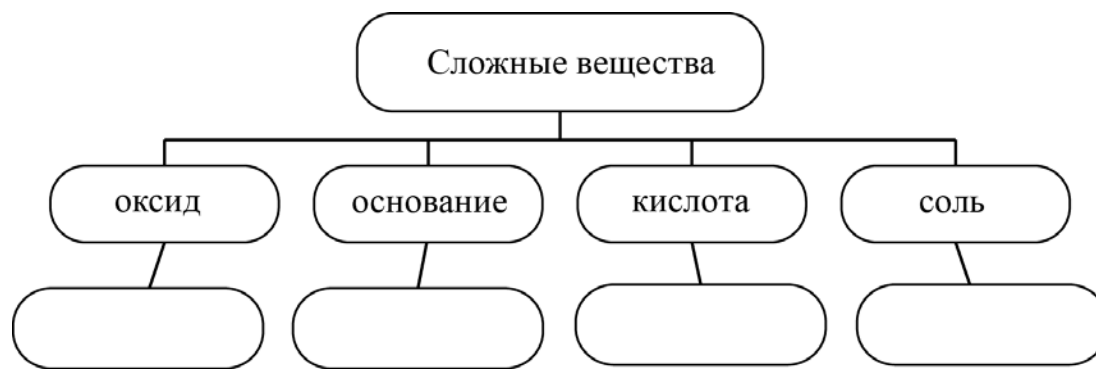 Сложные вещества
оксид
основание
кислота
соль